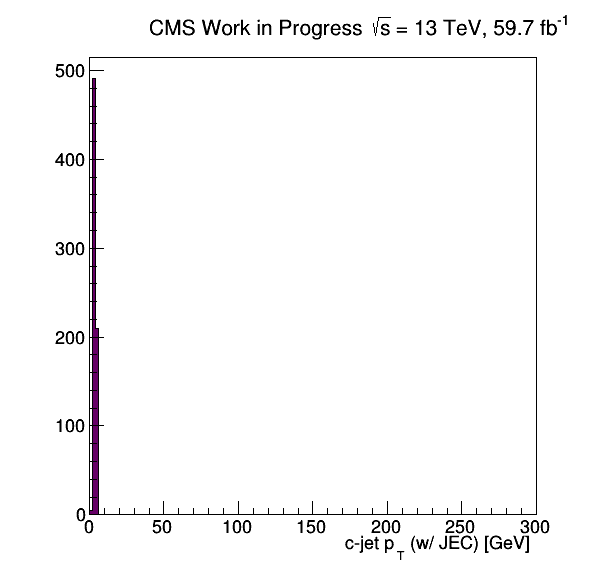 CMS Work in Progress √s = 13 TeV, 59.7 fb⁻¹
500
400
300
200
100
0
0 50 100 150 200 250 300
c-jet p_T (w/ JEC) [GeV]